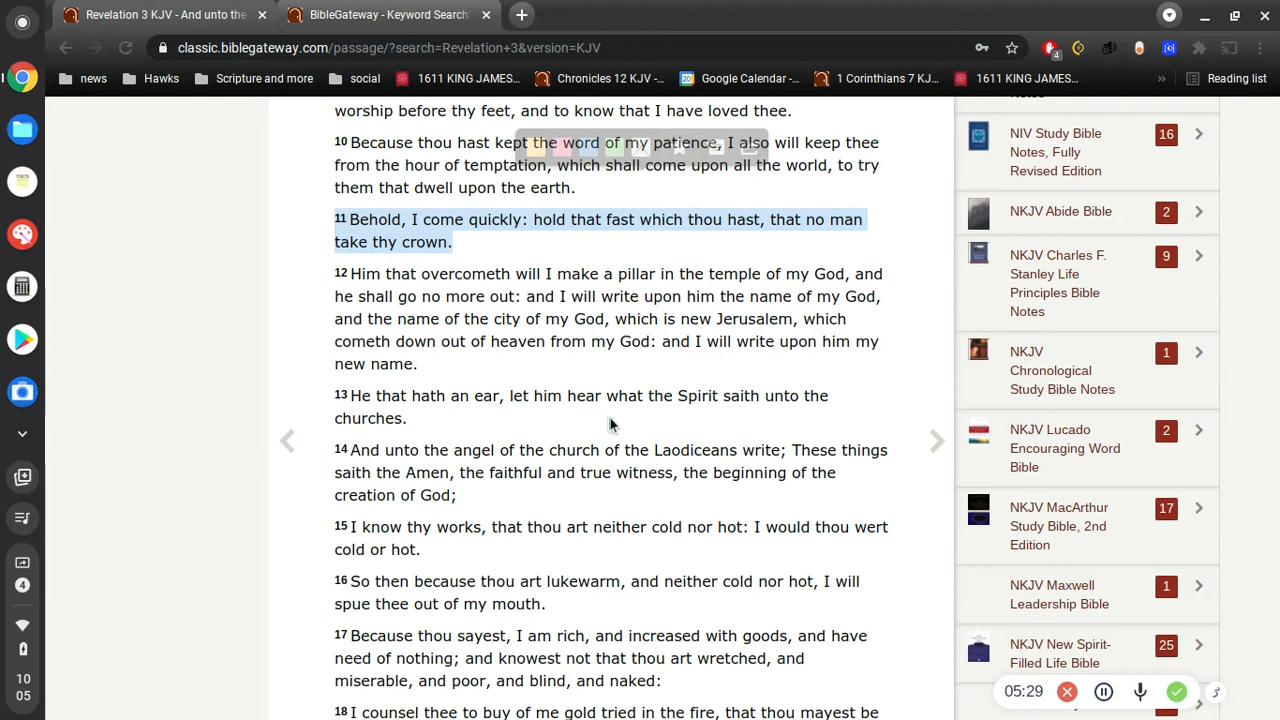 Revelation 3 KJV - And unto the
BibleGateway - Keyword Search:
classic.biblegateway.com/passage/?search=Revelation+3&version=KJV
4
news
Hawks
Scripture and more
social
1611 KING JAMES...
Chronicles 12 KJV -...
20
Google Calendar -...
1 Corinthians 7 KJ...
1611 KING JAMES...
»
Reading list
worship before thy feet, and to know that I have loved thee.
10 Because thou hast kept the word of my patience, I also will keep thee
from the hour of temptation, which shall come upon all the world, to try
them that dwell upon the earth.
11 Behold, I come quickly: hold that fast which thou hast, that no man
take thy crown.
12 Him that overcometh will I make a pillar in the temple of my God, and
he shall go no more out: and I will write upon him the name of my God,
and the name of the city of my God, which is new Jerusalem, which
cometh down out of heaven from my God: and I will write upon him my
new name.
13 He that hath an ear, let him hear what the Spirit saith unto the
churches.
14 And unto the angel of the church of the Laodiceans write; These things
saith the Amen, the faithful and true witness, the beginning of the
creation of God;
15 I know thy works, that thou art neither cold nor hot: I would thou wert
cold or hot.
16 So then because thou art lukewarm, and neither cold nor hot, I will
spue thee out of my mouth.
17 Because thou sayest, I am rich, and increased with goods, and have
need of nothing; and knowest not that thou art wretched, and
miserable, and poor, and blind, and naked:
18 I counsel thee to buy of me gold tried in the fire, that thou mayest be
NIV Study Bible
Notes, Fully
Revised Edition
16
NKJV Abide Bible
2
NKJV Charles F.
Stanley Life
Principles Bible
Notes
9
NKJV
Chronological
Study Bible Notes
1
NKJV Lucado
Encouraging Word
Bible
2
NKJV MacArthur
Study Bible, 2nd
Edition
17
NKJV Maxwell
Leadership Bible
1
NKJV New Spirit-
Filled Life Bible
25
05:29
4
10
05